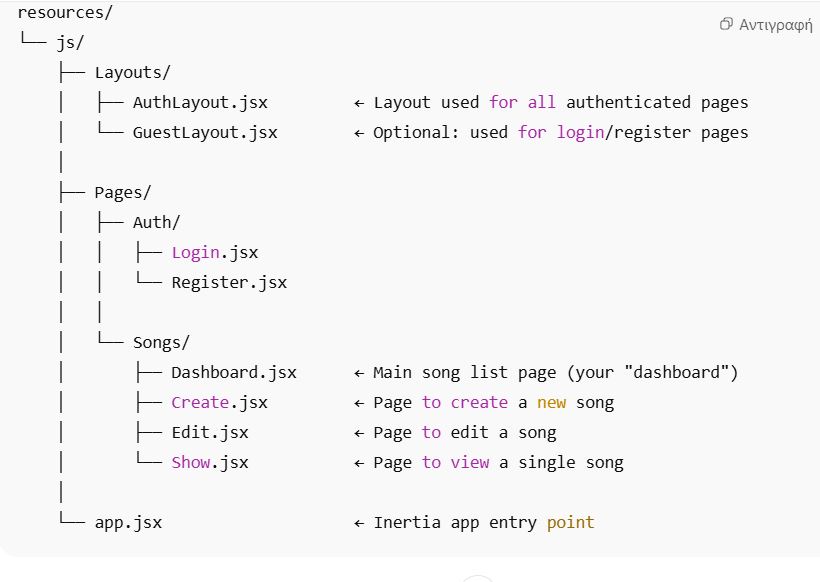 resources/
Αντιγραφή
└── js/
    ├── Layouts/
    │   ├── AuthLayout.jsx         ← Layout used for all authenticated pages
    │   └── GuestLayout.jsx        ← Optional: used for login/register pages
    │
    ├── Pages/
    │   ├── Auth/
    │   │   ├── Login.jsx
    │   │   └── Register.jsx
    │   │
    │   └── Songs/
    │       ├── Dashboard.jsx      ← Main song list page (your "dashboard")
    │       ├── Create.jsx         ← Page to create a new song
    │       ├── Edit.jsx           ← Page to edit a song
    │       └── Show.jsx           ← Page to view a single song
    │
    └── app.jsx                    ← Inertia app entry point